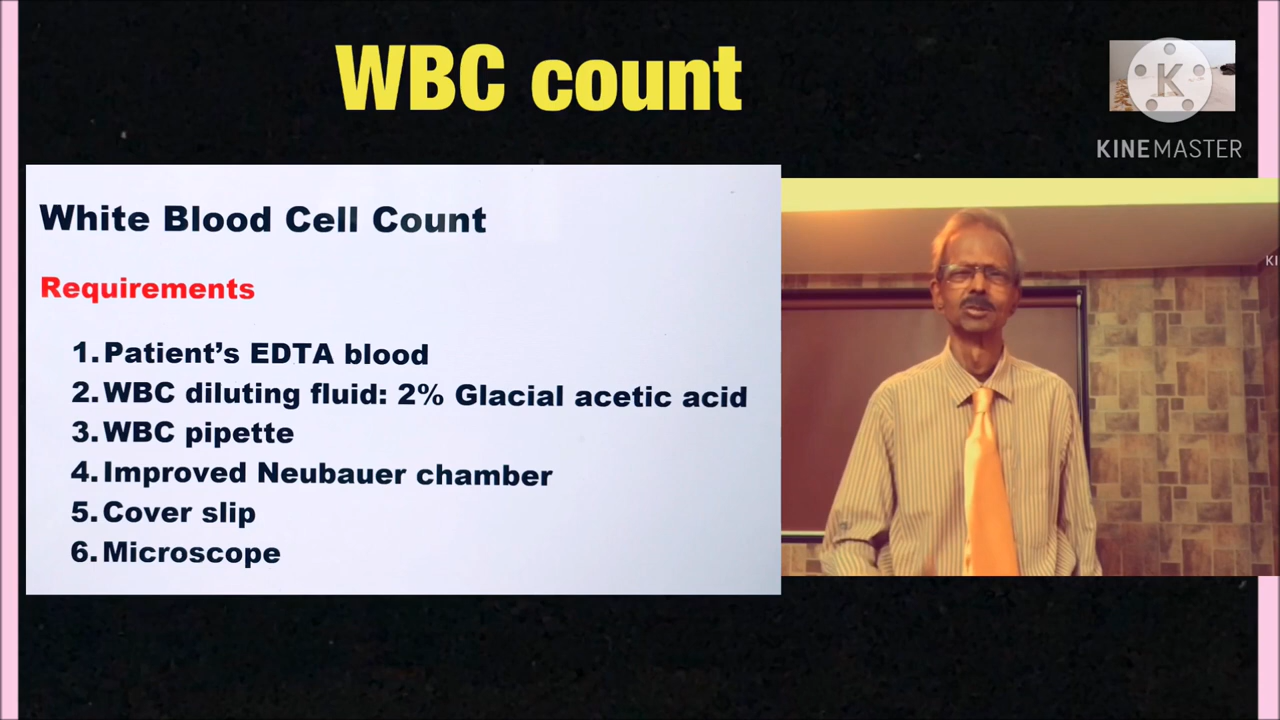 WBC count
K
KINEMASTER
White Blood Cell Count
Requirements
1. Patient's EDTA blood
2. WBC diluting fluid: 2% Glacial acetic acid
3. WBC pipette
4. Improved Neubauer chamber
5. Cover slip
6. Microscope
KI